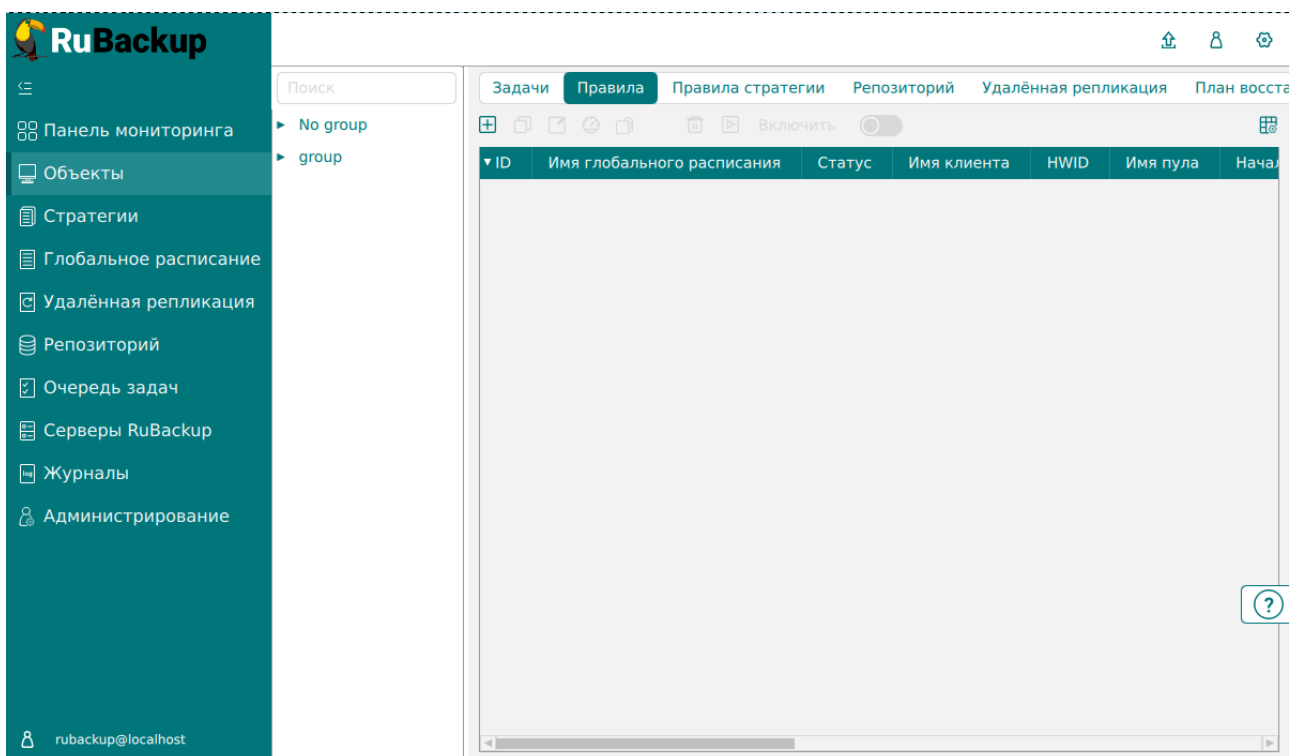 RuBackup
Поиск
Задачи Правила Правила стратегии Репозиторий Удалённая репликация План восста
Панель мониторинга
Объекты
Стратегии
Глобальное расписание
Удалённая репликация
Репозиторий
Очередь задач
Серверы RuBackup
log Журналы
Администрирование
rubackup@localhost
No group
group
Включить
ID Имя глобального расписания Статус Имя клиента HWID Имя пула Начал
?